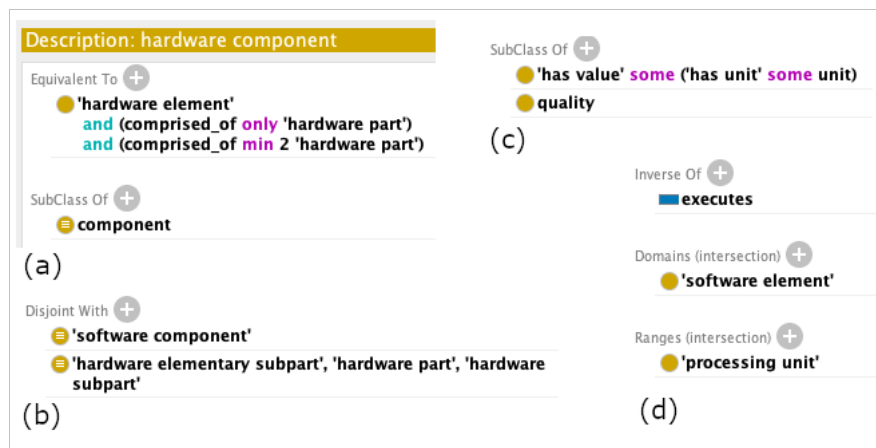 Description: hardware component
Equivalent To
'hardware element'
and (comprised_of only 'hardware part')
and (comprised_of min 2 'hardware part')
SubClass Of
component
(a)
Disjoint With
'software component'
'hardware elementary subpart', 'hardware part', 'hardware
subpart'
(b)
SubClass Of
'has value' some ('has unit' some unit)
quality
(c)
Inverse Of
executes
Domains (intersection)
'software element'
Ranges (intersection)
'processing unit'
(d)